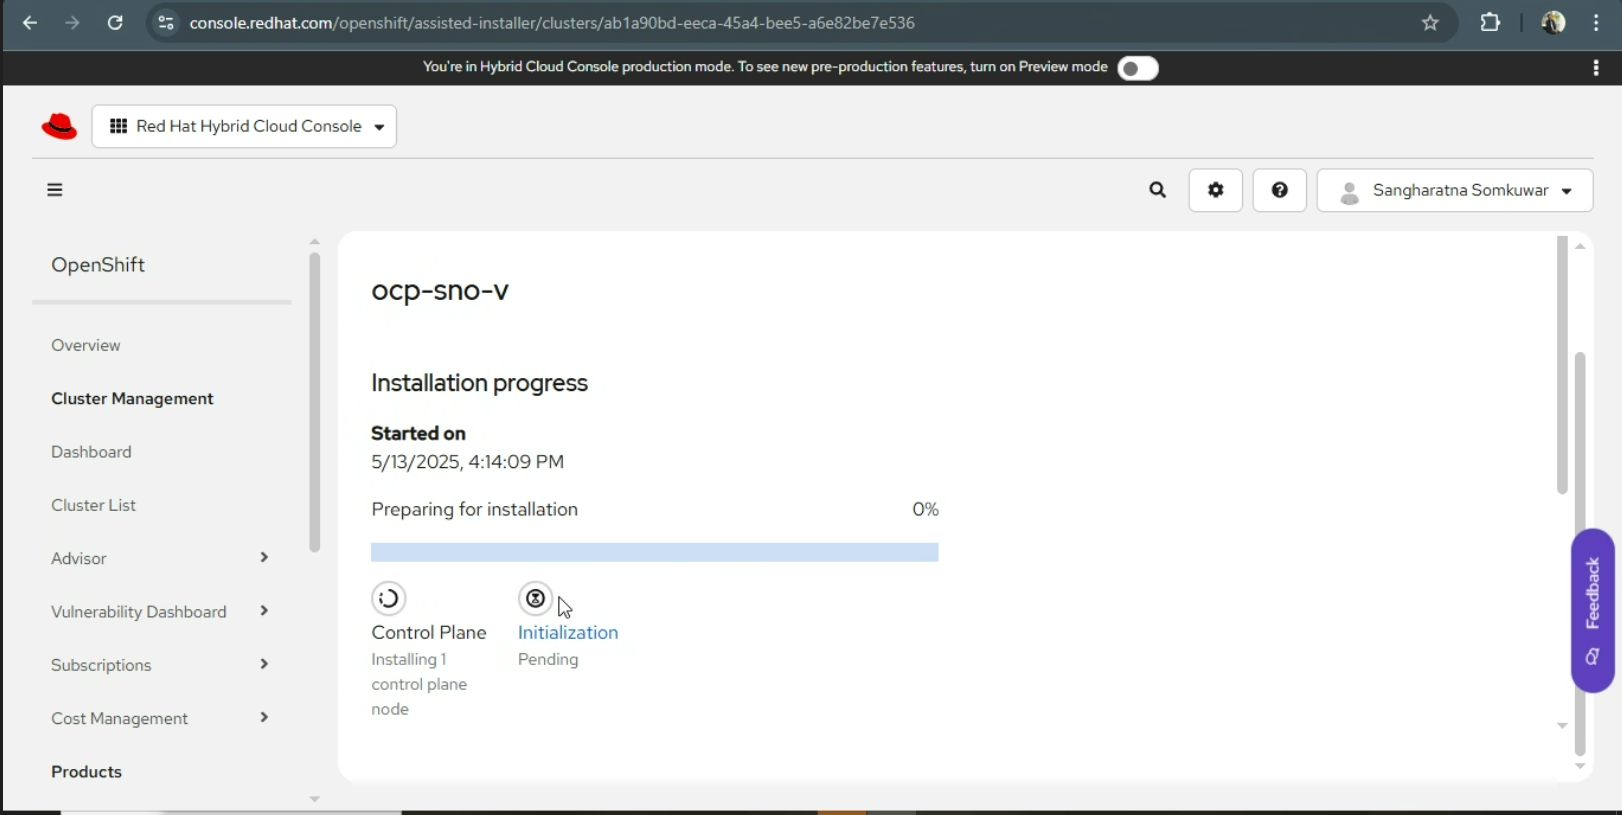 console.redhat.com/openshift/assisted-installer/clusters/ab1a90bd-eeca-45a4-bee5-a6e82be7e536
You're in Hybrid Cloud Console production mode. To see new pre-production features, turn on Preview mode
Red Hat Hybrid Cloud Console
Sangharatna Somkuwar
OpenShift
Overview
Cluster Management
Dashboard
Cluster List
Advisor
Vulnerability Dashboard
Subscriptions
Cost Management
Products
ocp-sno-v
Installation progress
Started on
5/13/2025, 4:14:09 PM
Preparing for installation 0%
Control Plane
Installing 1
control plane
node
Initialization
Pending
Feedback